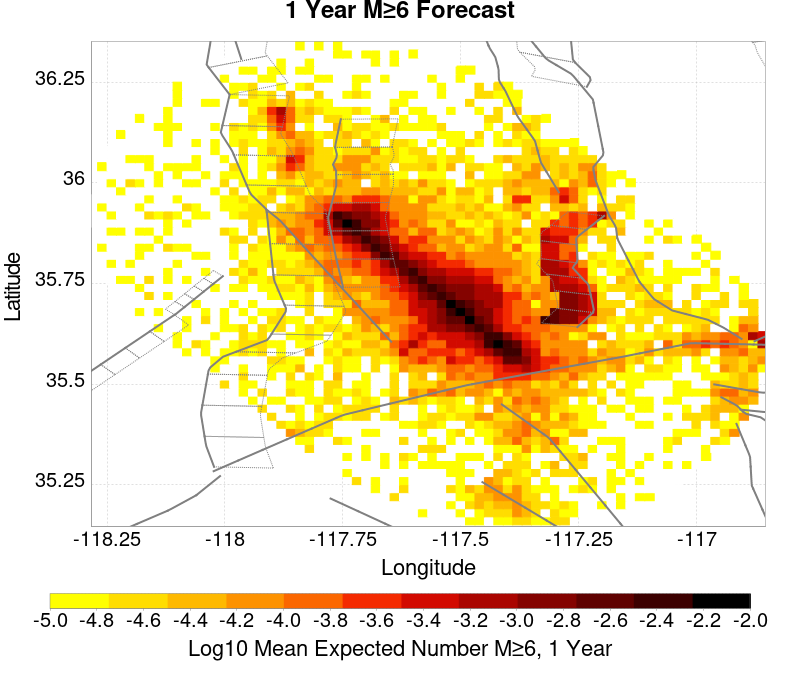 1 Year M≥6 Forecast
36.25
36
35.75
35.5
35.25
Latitude
-118.25 -118 -117.75 -117.5 -117.25 -117
Longitude
-5.0 -4.8 -4.6 -4.4 -4.2 -4.0 -3.8 -3.6 -3.4 -3.2 -3.0 -2.8 -2.6 -2.4 -2.2 -2.0
Log10 Mean Expected Number M≥6, 1 Year